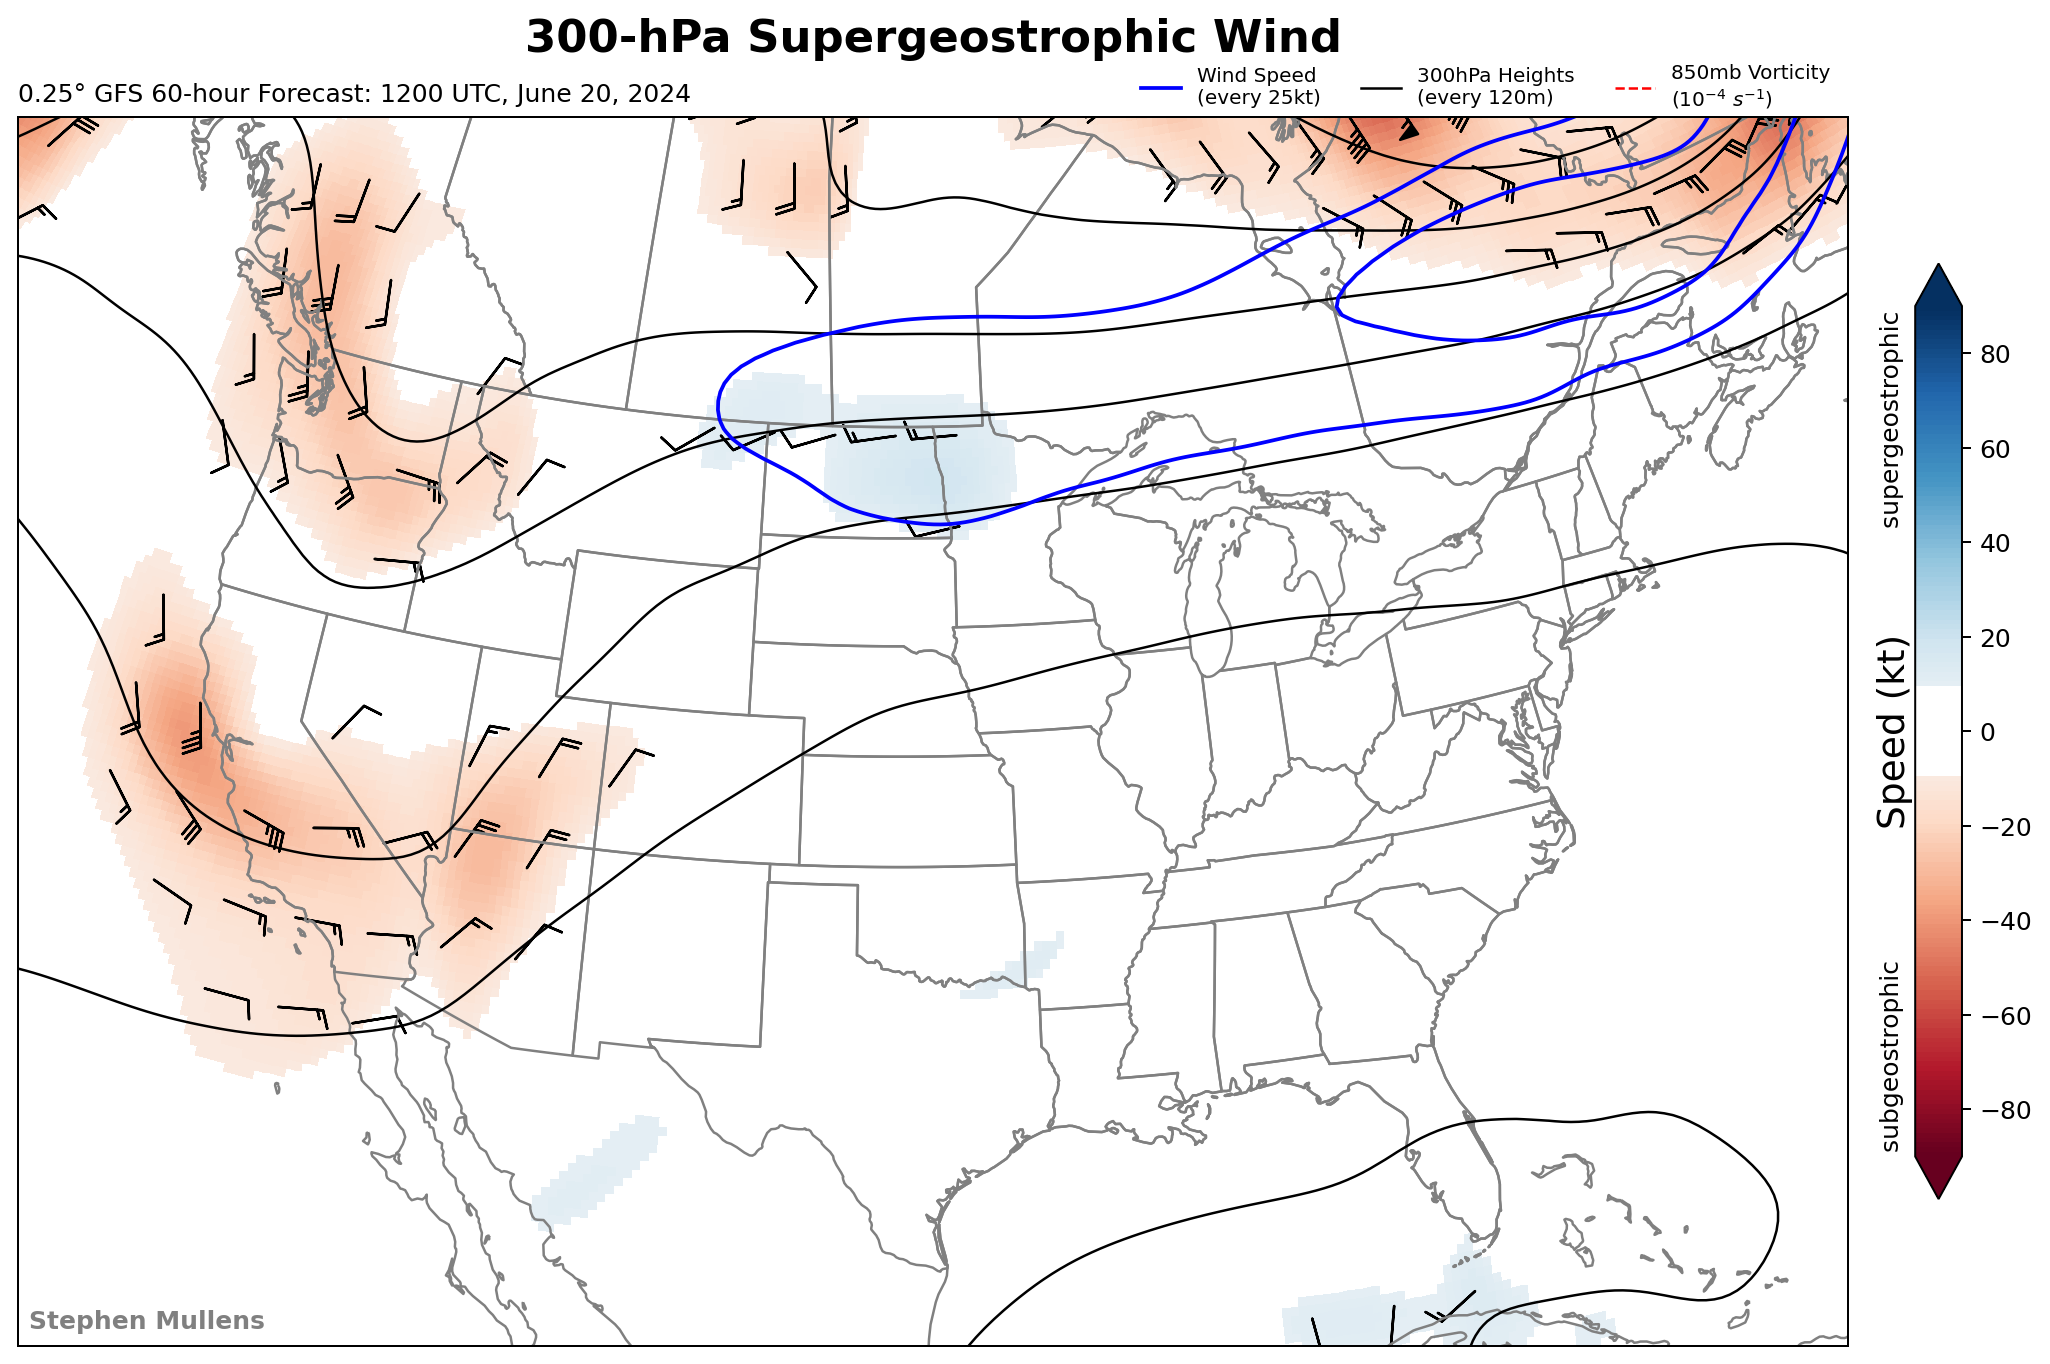 300-hPa Supergeostrophic Wind
0.25° GFS 60-hour Forecast: 1200 UTC, June 20, 2024
Wind Speed
(every 25kt)
300hPa Heights
(every 120m)
850mb Vorticity
(10⁻⁴ s⁻¹)
supergeostrophic
Speed (kt)
subgeostrophic
80
60
40
20
0
−20
−40
−60
−80
Stephen Mullens